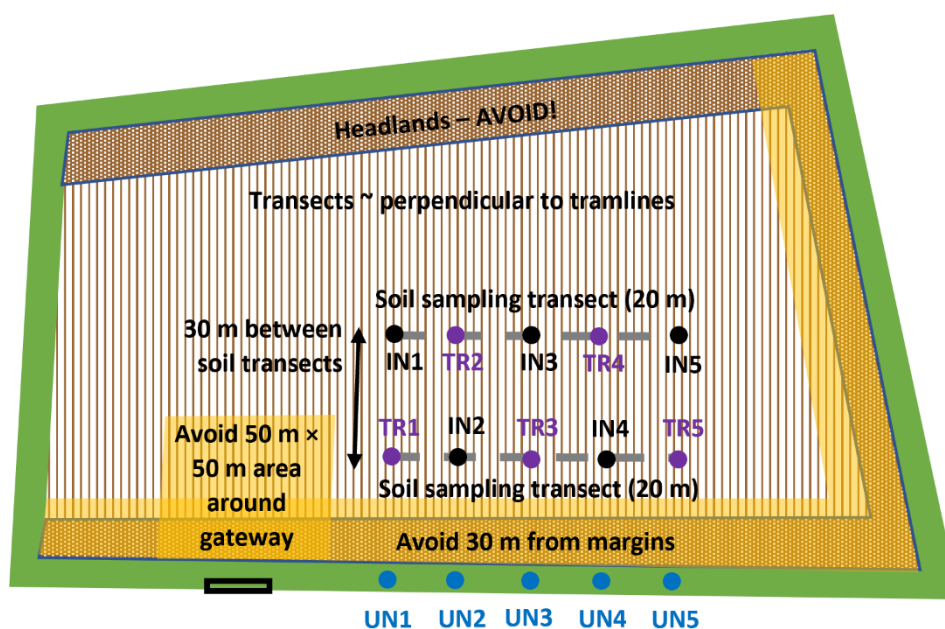 Headlands – AVOID!
Transects ~ perpendicular to tramlines
Soil sampling transect (20 m)
30 m between
soil transects
IN1 TR2 IN3 TR4 IN5
TR1 IN2 TR3 IN4 TR5
Soil sampling transect (20 m)
Avoid 50 m ×
50 m area
around
gateway
Avoid 30 m from margins
UN1 UN2 UN3 UN4 UN5